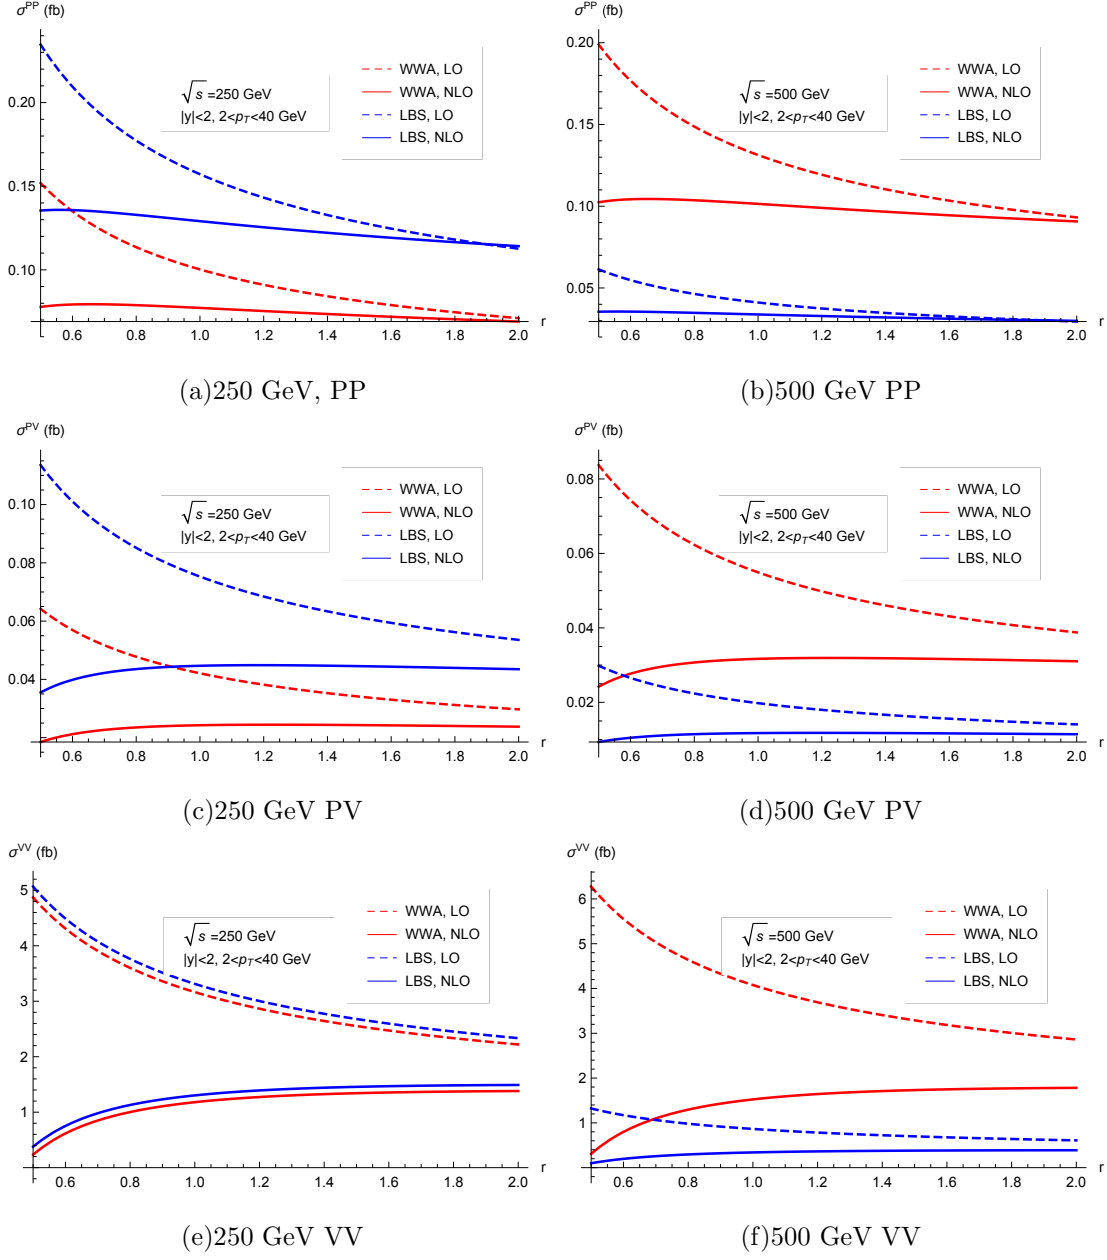 σ^PP (fb)
0.20
0.15
0.10
√s =250 GeV
|y|<2, 2<p_T<40 GeV
WWA, LO
WWA, NLO
LBS, LO
LBS, NLO
0.6 0.8 1.0 1.2 1.4 1.6 1.8 2.0 r
(a)250 GeV, PP
σ^PP (fb)
0.20
0.15
0.10
0.05
√s =500 GeV
|y|<2, 2<p_T<40 GeV
WWA, LO
WWA, NLO
LBS, LO
LBS, NLO
0.6 0.8 1.0 1.2 1.4 1.6 1.8 2.0 r
(b)500 GeV PP
σ^PV (fb)
0.10
0.08
0.06
0.04
√s =250 GeV
|y|<2, 2<p_T<40 GeV
WWA, LO
WWA, NLO
LBS, LO
LBS, NLO
0.6 0.8 1.0 1.2 1.4 1.6 1.8 2.0 r
(c)250 GeV PV
σ^PV (fb)
0.08
0.06
0.04
0.02
√s =500 GeV
|y|<2, 2<p_T<40 GeV
WWA, LO
WWA, NLO
LBS, LO
LBS, NLO
0.6 0.8 1.0 1.2 1.4 1.6 1.8 2.0 r
(d)500 GeV PV
σ^VV (fb)
5
4
3
2
1
√s =250 GeV
|y|<2, 2<p_T<40 GeV
WWA, LO
WWA, NLO
LBS, LO
LBS, NLO
0.6 0.8 1.0 1.2 1.4 1.6 1.8 2.0 r
(e)250 GeV VV
σ^VV (fb)
6
5
4
3
2
1
√s =500 GeV
|y|<2, 2<p_T<40 GeV
WWA, LO
WWA, NLO
LBS, LO
LBS, NLO
0.6 0.8 1.0 1.2 1.4 1.6 1.8 2.0 r
(f)500 GeV VV